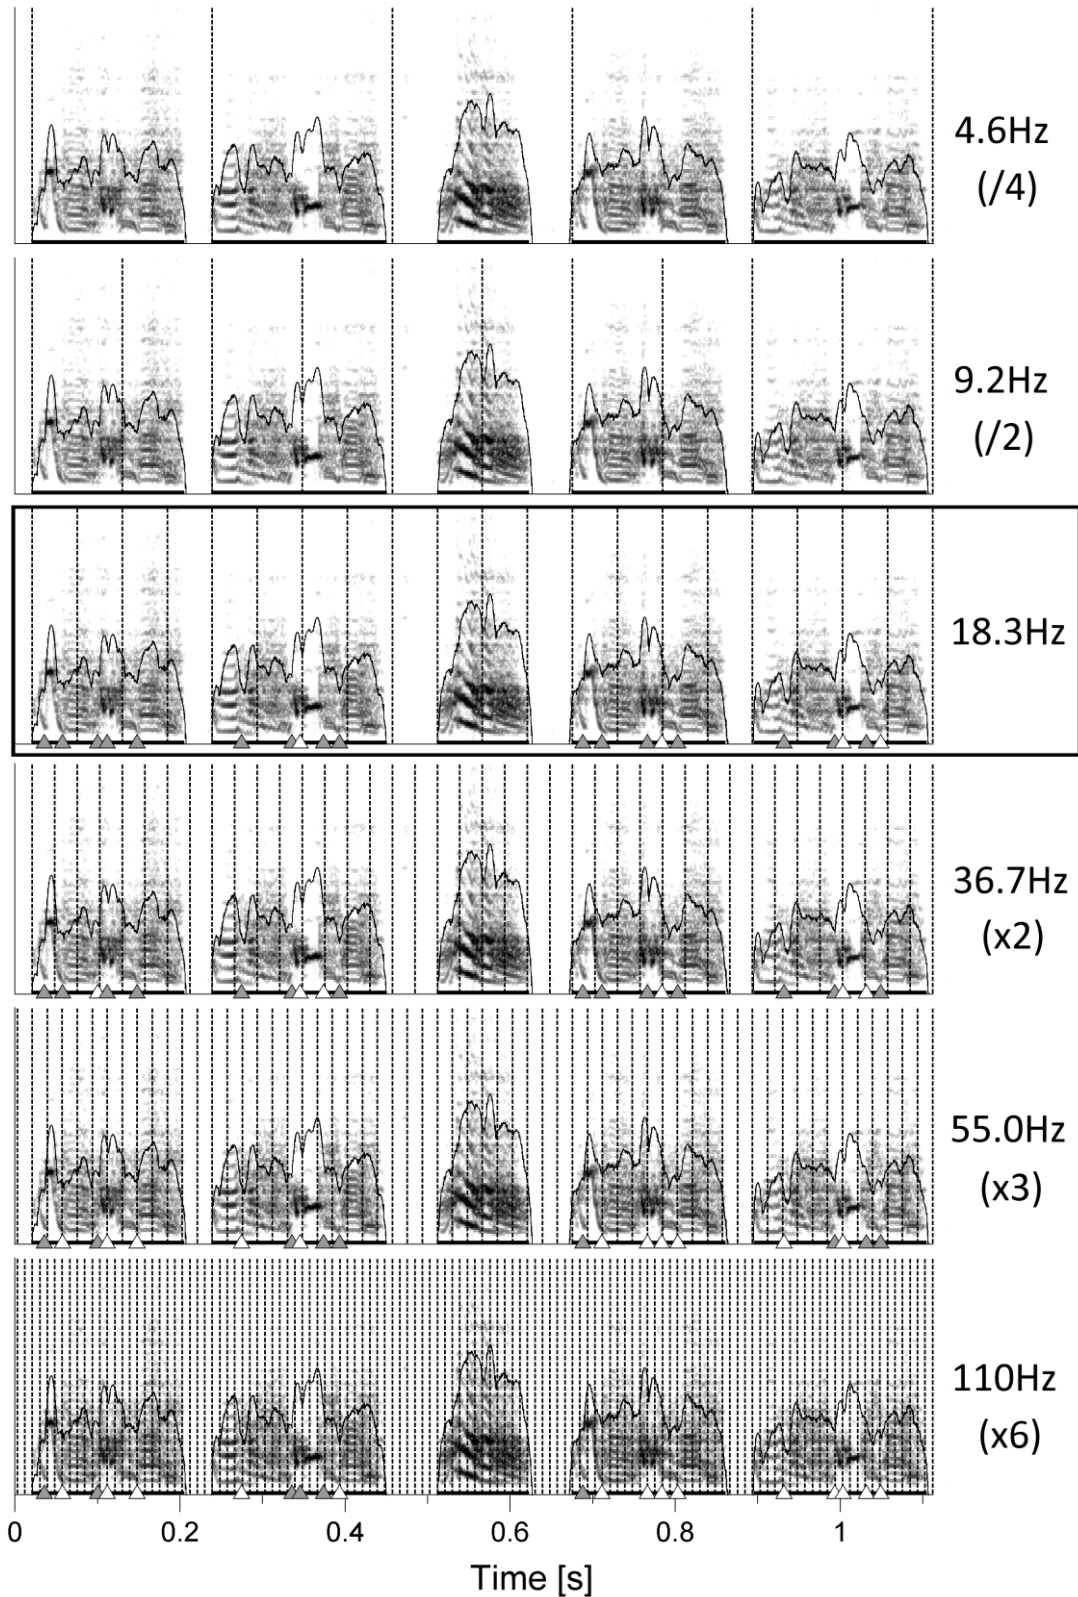 4.6Hz
(/4)
9.2Hz
(/2)
18.3Hz
36.7Hz
(x2)
55.0Hz
(x3)
110Hz
(x6)
0 0.2 0.4 0.6 0.8 1
Time [s]